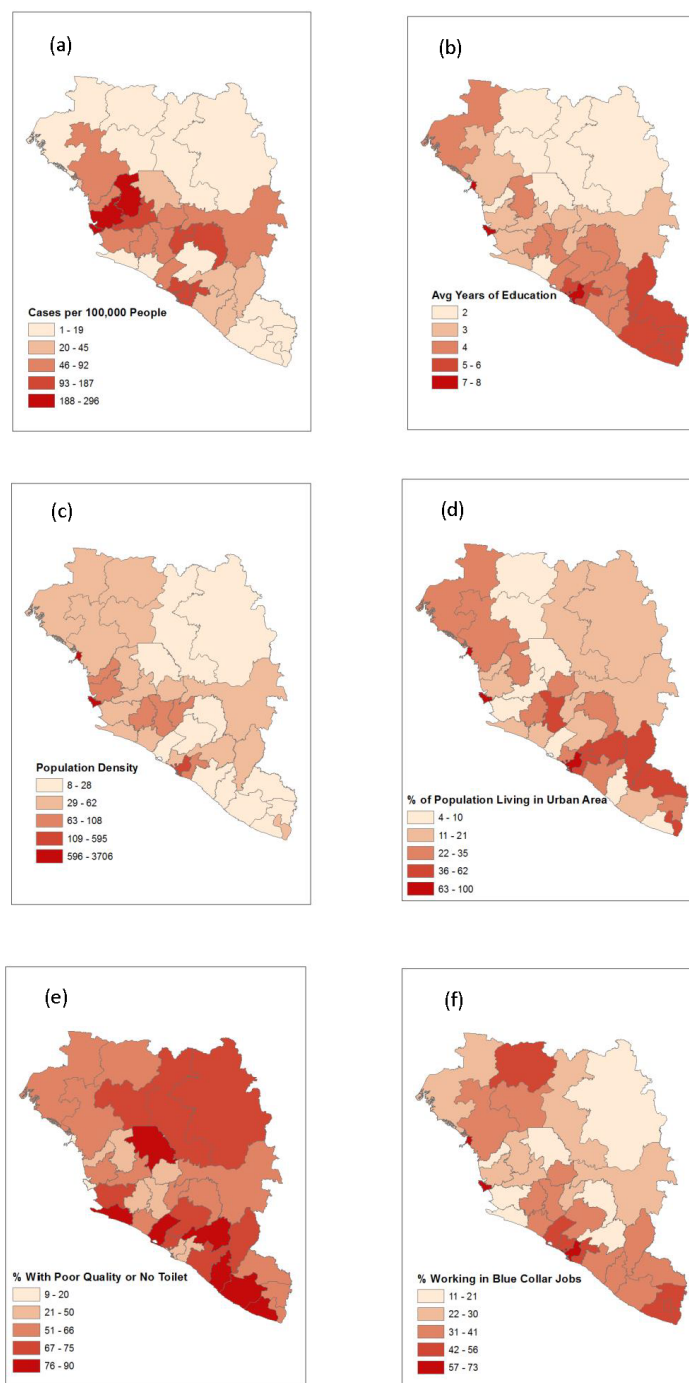 (a)
Cases per 100,000 People
1 - 19
20 - 45
46 - 92
93 - 187
188 - 296
(b)
Avg Years of Education
2
3
4
5 - 6
7 - 8
(c)
Population Density
8 - 28
29 - 62
63 - 108
109 - 595
596 - 3706
(d)
% of Population Living in Urban Area
4 - 10
11 - 21
22 - 35
36 - 62
63 - 100
(e)
% With Poor Quality or No Toilet
9 - 20
21 - 50
51 - 66
67 - 75
76 - 90
(f)
% Working in Blue Collar Jobs
11 - 21
22 - 30
31 - 41
42 - 56
57 - 73